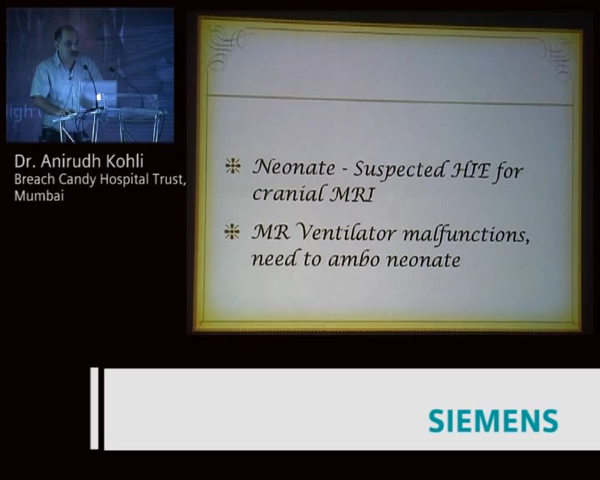 Dr. Anirudh Kohli
Breach Candy Hospital Trust,
Mumbai
Neonate - Suspected HIE for
cranial MRI
MR Ventilator malfunctions,
need to ambo neonate
SIEMENS